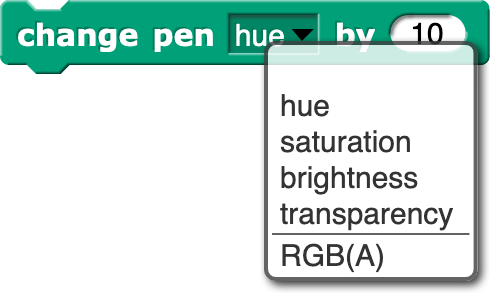 change pen hue by 10
hue
saturation
brightness
transparency
RGB(A)